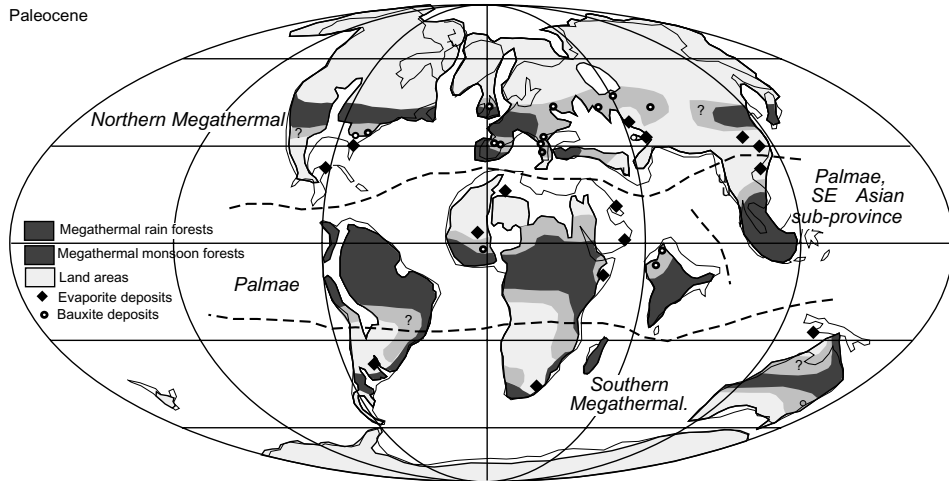 Paleocene
Northern Megathermal
?
?
Palmae,
SE Asian
sub-province
Megathermal rain forests
Megathermal monsoon forests
Land areas
Evaporite deposits
Bauxite deposits
Palmae
?
Southern
Megathermal.
?
?